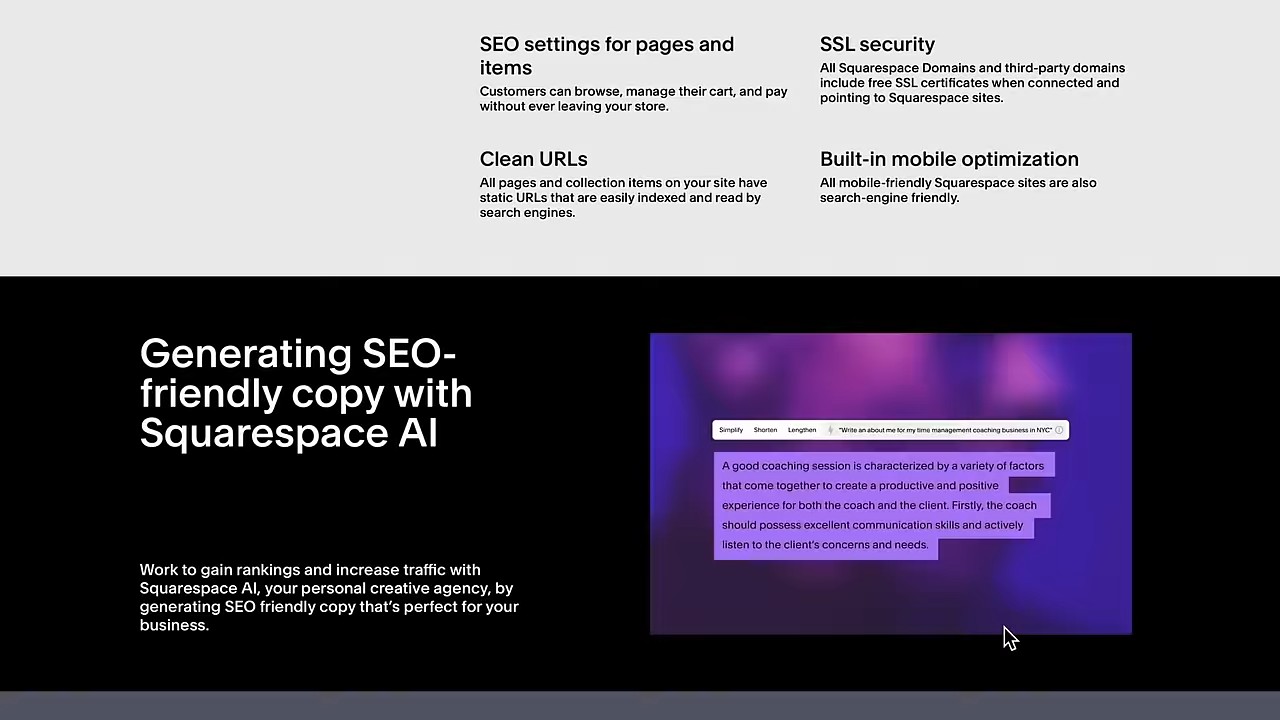 SEO settings for pages and
items
Customers can browse, manage their cart, and pay
without ever leaving your store.
SSL security
All Squarespace Domains and third-party domains
include free SSL certificates when connected and
pointing to Squarespace sites.
Clean URLs
All pages and collection items on your site have
static URLs that are easily indexed and read by
search engines.
Built-in mobile optimization
All mobile-friendly Squarespace sites are also
search-engine friendly.
Generating SEO-
friendly copy with
Squarespace AI
Work to gain rankings and increase traffic with
Squarespace AI, your personal creative agency, by
generating SEO friendly copy that's perfect for your
business.
Simplify Shorten Lengthen "Write an about me for my time management coaching business in NYC"
A good coaching session is characterized by a variety of factors
that come together to create a productive and positive
experience for both the coach and the client. Firstly, the coach
should possess excellent communication skills and actively
listen to the client's concerns and needs.